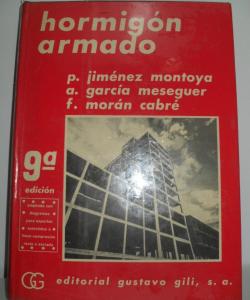 hormigón
armado
p. jiménez montoya
a. garcía meseguer
f. morán cabré
9ª
edición
GG
editorial gustavo gili, s. a.